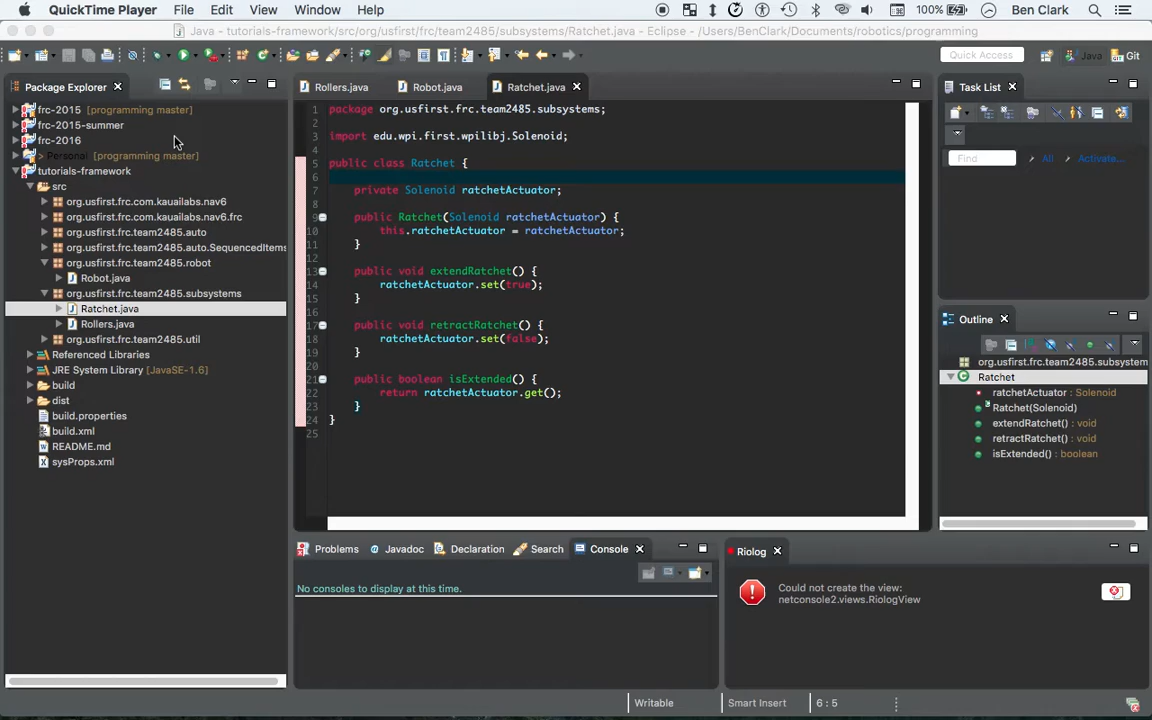 QuickTime Player File Edit View Window Help 100% Ben Clark
Java - tutorials-framework/src/org/usfirst/frc/team2485/subsystems/Ratchet.java - Eclipse - /Users/BenClark/Documents/robotics/programming
Quick Access Java Git
Package Explorer
frc-2015 [programming master]
frc-2015-summer
frc-2016
> Personal [programming master]
tutorials-framework
src
org.usfirst.frc.com.kauailabs.nav6
org.usfirst.frc.com.kauailabs.nav6.frc
org.usfirst.frc.team2485.auto
org.usfirst.frc.team2485.auto.SequencedItems
org.usfirst.frc.team2485.robot
Robot.java
org.usfirst.frc.team2485.subsystems
Ratchet.java
Rollers.java
org.usfirst.frc.team2485.util
Referenced Libraries
JRE System Library [JavaSE-1.6]
build
dist
build.properties
build.xml
README.md
sysProps.xml
Rollers.java Robot.java Ratchet.java
1 package org.usfirst.frc.team2485.subsystems;
2
3 import edu.wpi.first.wpilibj.Solenoid;
4
5 public class Ratchet {
6
7 private Solenoid ratchetActuator;
8
9 public Ratchet(Solenoid ratchetActuator) {
10 this.ratchetActuator = ratchetActuator;
11 }
12
13 public void extendRatchet() {
14 ratchetActuator.set(true);
15 }
16
17 public void retractRatchet() {
18 ratchetActuator.set(false);
19 }
20
21 public boolean isExtended() {
22 return ratchetActuator.get();
23 }
24 }
25
Task List
Find All Activate...
Outline
org.usfirst.frc.team2485.subsystem
Ratchet
ratchetActuator : Solenoid
Ratchet(Solenoid)
extendRatchet() : void
retractRatchet() : void
isExtended() : boolean
Problems Javadoc Declaration Search Console
No consoles to display at this time.
Riolog
Could not create the view:
netconsole2.views.RiologView
Writable Smart Insert 6 : 5